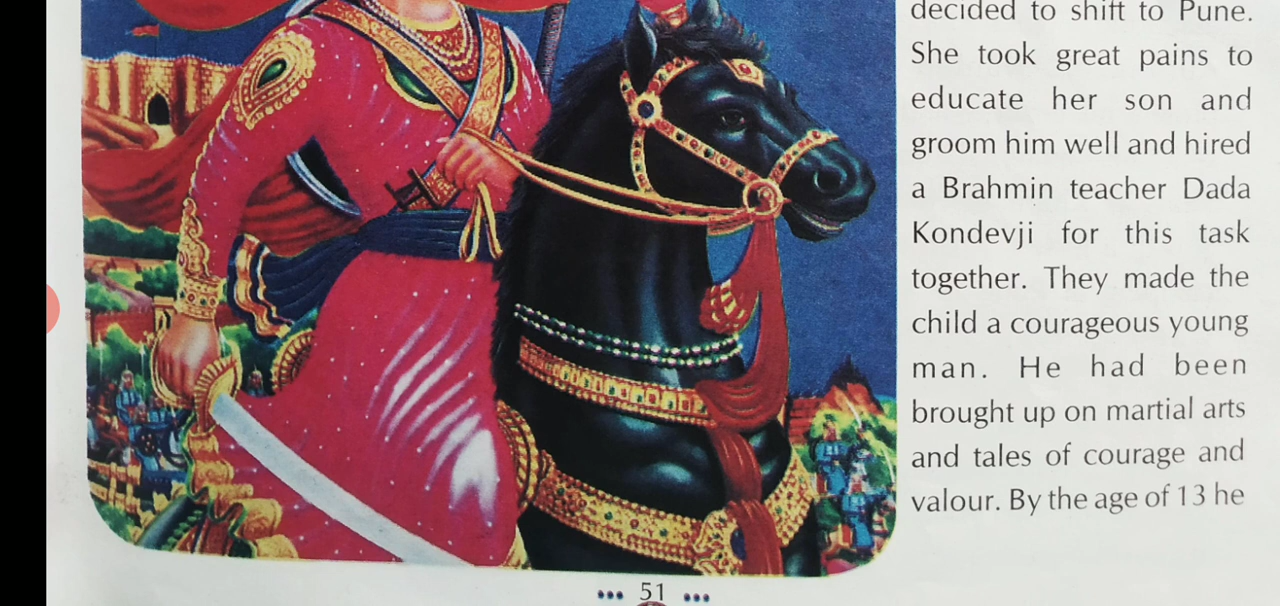 decided to shift to Pune.
She took great pains to
educate her son and
groom him well and hired
a Brahmin teacher Dada
Kondevji for this task
together. They made the
child a courageous young
man. He had been
brought up on martial arts
and tales of courage and
valour. By the age of 13 he
••• 51 •••